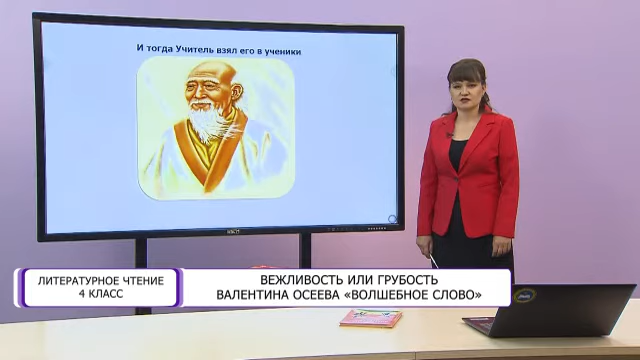 И тогда Учитель взял его в ученики
ЛИТЕРАТУРНОЕ ЧТЕНИЕ
4 КЛАСС
ВЕЖЛИВОСТЬ ИЛИ ГРУБОСТЬ
ВАЛЕНТИНА ОСЕЕВА «ВОЛШЕБНОЕ СЛОВО»